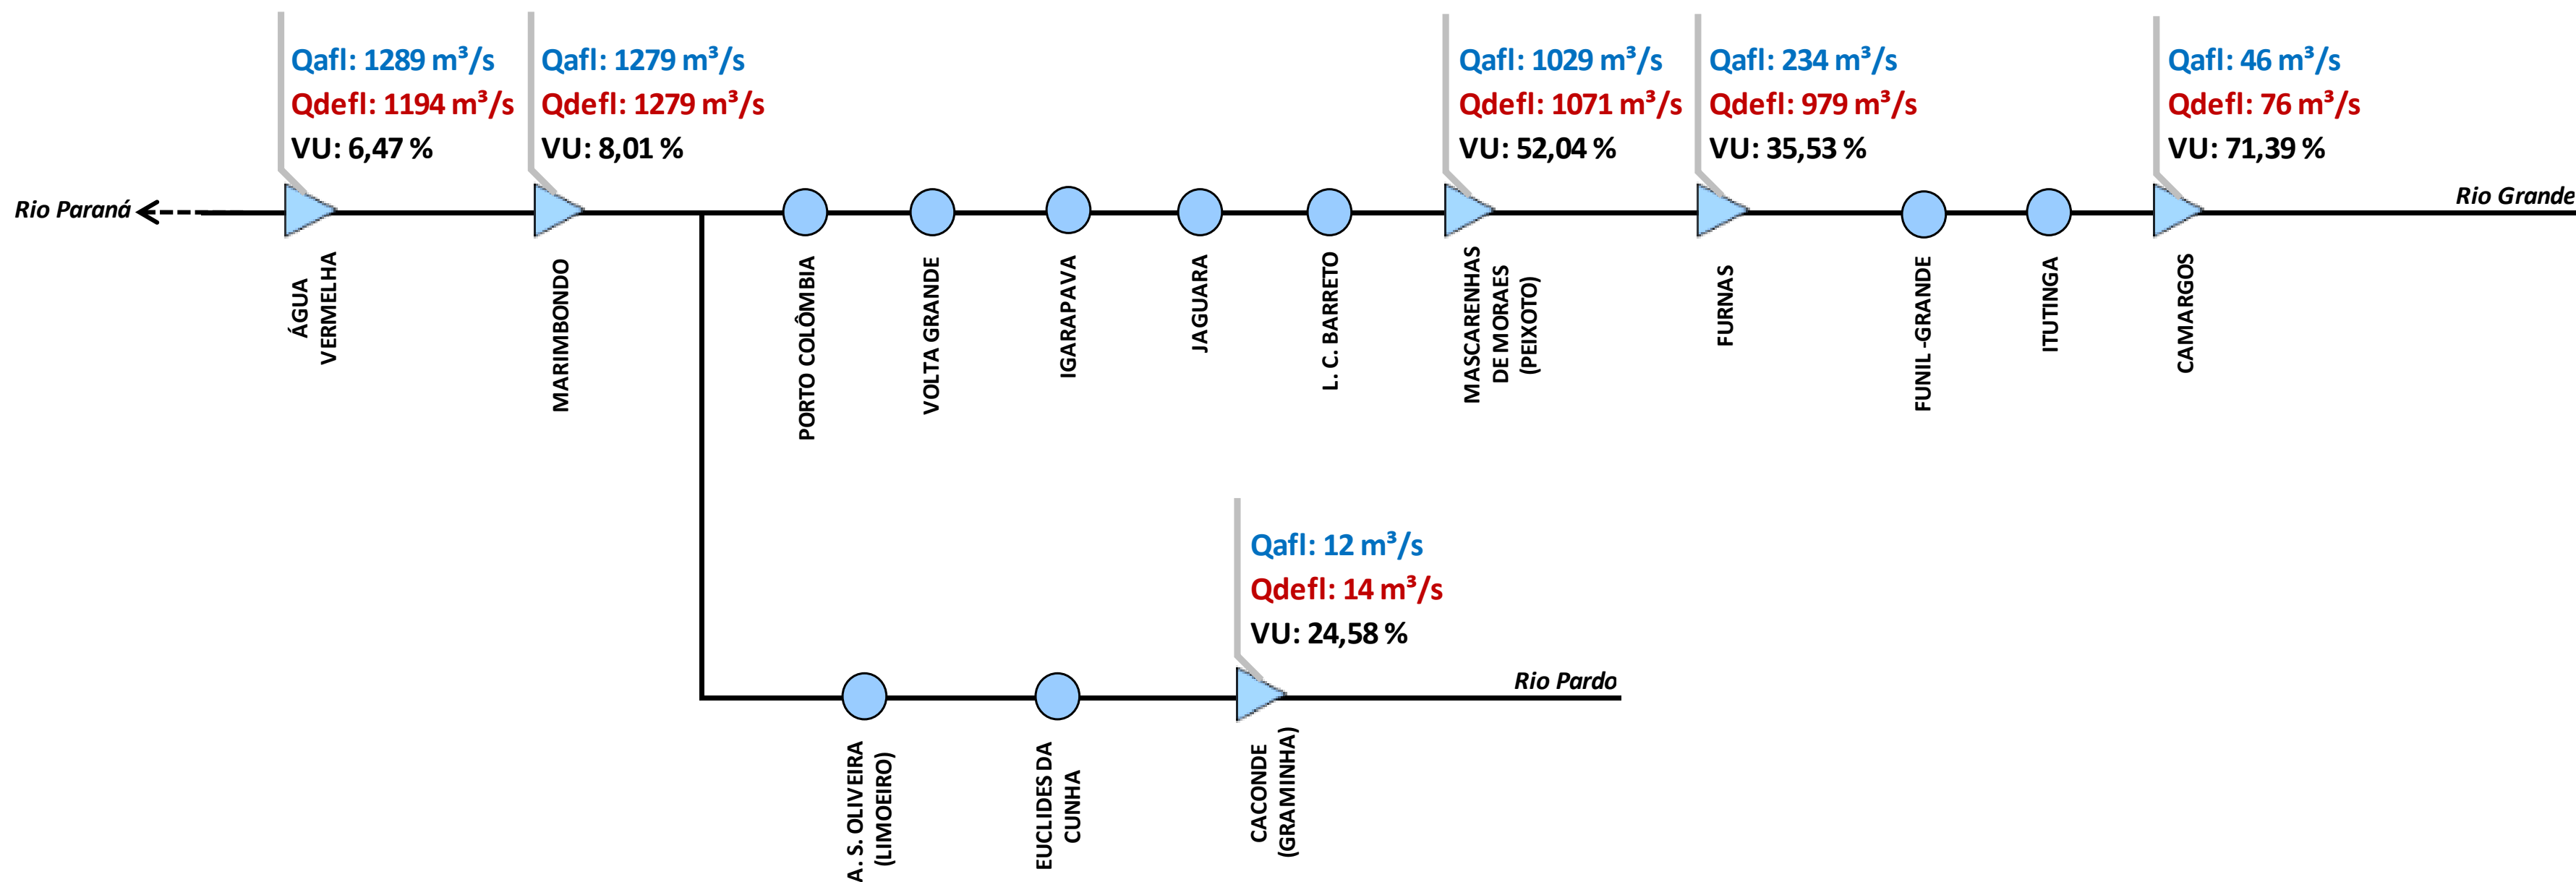 Qafl: 1289 m³/s
Qdefl: 1194 m³/s
VU: 6,47 %
Qafl: 1279 m³/s
Qdefl: 1279 m³/s
VU: 8,01 %
Qafl: 1029 m³/s
Qdefl: 1071 m³/s
VU: 52,04 %
Qafl: 234 m³/s
Qdefl: 979 m³/s
VU: 35,53 %
Qafl: 46 m³/s
Qdefl: 76 m³/s
VU: 71,39 %
Rio Paraná
Rio Grande
ÁGUA
VERMELHA
MARIMBONDO
PORTO COLÔMBIA
VOLTA GRANDE
IGARAPAVA
JAGUARA
L. C. BARRETO
MASCARENHAS
DE MORAES
(PEIXOTO)
FURNAS
FUNIL -GRANDE
ITUTINGA
CAMARGOS
Qafl: 12 m³/s
Qdefl: 14 m³/s
VU: 24,58 %
Rio Pardo
A. S. OLIVEIRA
(LIMOEIRO)
EUCLIDES DA
CUNHA
CACONDE
(GRAMINHA)